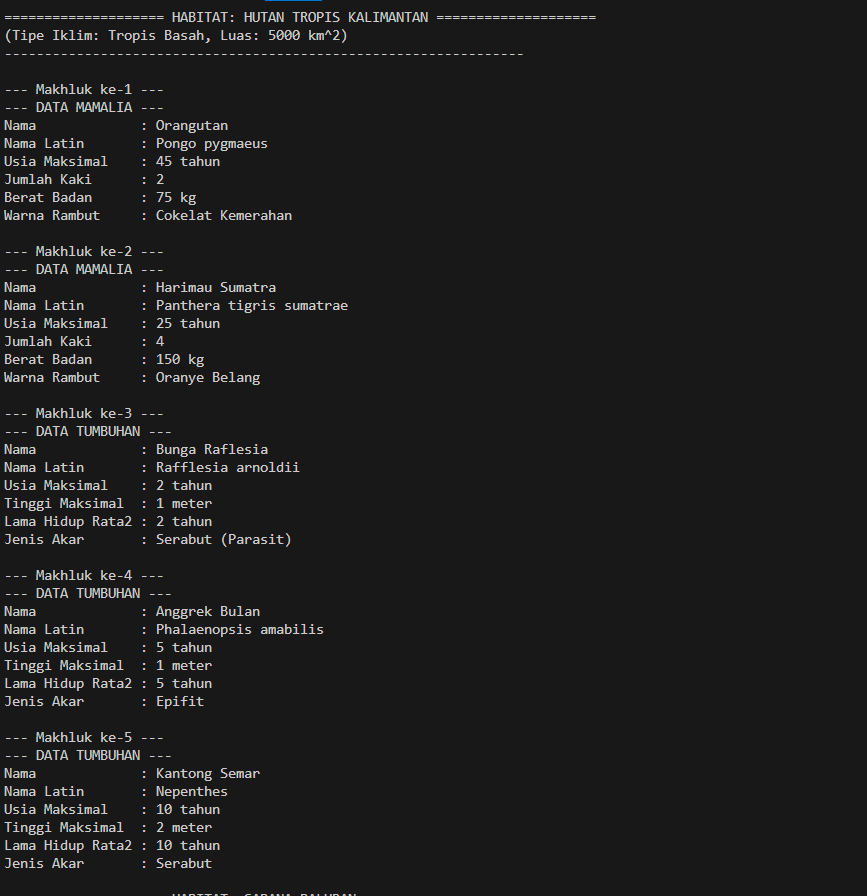 ==================== HABITAT: HUTAN TROPIS KALIMANTAN ====================
(Tipe Iklim: Tropis Basah, Luas: 5000 km^2)
-----------------------------------------------------------------
--- Makhluk ke-1 ---
--- DATA MAMALIA ---
Nama             : Orangutan
Nama Latin       : Pongo pygmaeus
Usia Maksimal    : 45 tahun
Jumlah Kaki      : 2
Berat Badan      : 75 kg
Warna Rambut     : Cokelat Kemerahan
--- Makhluk ke-2 ---
--- DATA MAMALIA ---
Nama             : Harimau Sumatra
Nama Latin       : Panthera tigris sumatrae
Usia Maksimal    : 25 tahun
Jumlah Kaki      : 4
Berat Badan      : 150 kg
Warna Rambut     : Oranye Belang
--- Makhluk ke-3 ---
--- DATA TUMBUHAN ---
Nama             : Bunga Raflesia
Nama Latin       : Rafflesia arnoldii
Usia Maksimal    : 2 tahun
Tinggi Maksimal  : 1 meter
Lama Hidup Rata2 : 2 tahun
Jenis Akar       : Serabut (Parasit)
--- Makhluk ke-4 ---
--- DATA TUMBUHAN ---
Nama             : Anggrek Bulan
Nama Latin       : Phalaenopsis amabilis
Usia Maksimal    : 5 tahun
Tinggi Maksimal  : 1 meter
Lama Hidup Rata2 : 5 tahun
Jenis Akar       : Epifit
--- Makhluk ke-5 ---
--- DATA TUMBUHAN ---
Nama             : Kantong Semar
Nama Latin       : Nepenthes
Usia Maksimal    : 10 tahun
Tinggi Maksimal  : 2 meter
Lama Hidup Rata2 : 10 tahun
Jenis Akar       : Serabut